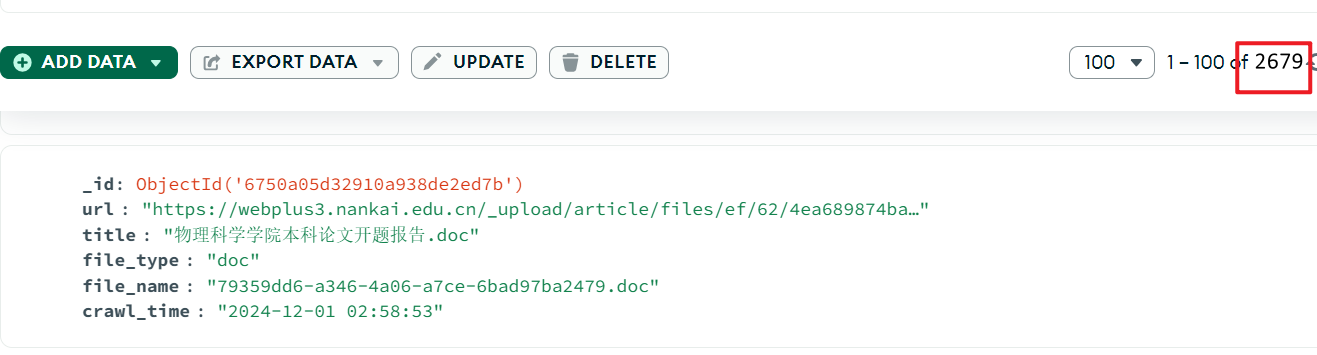 ADD DATA EXPORT DATA UPDATE DELETE 100 1 – 100 of 2679
_id: ObjectId('6750a05d32910a938de2ed7b')
url : "https://webplus3.nankai.edu.cn/_upload/article/files/ef/62/4ea689874ba…"
title : "物理科学学院本科论文开题报告.doc"
file_type : "doc"
file_name : "79359dd6-a346-4a06-a7ce-6bad97ba2479.doc"
crawl_time : "2024-12-01 02:58:53"